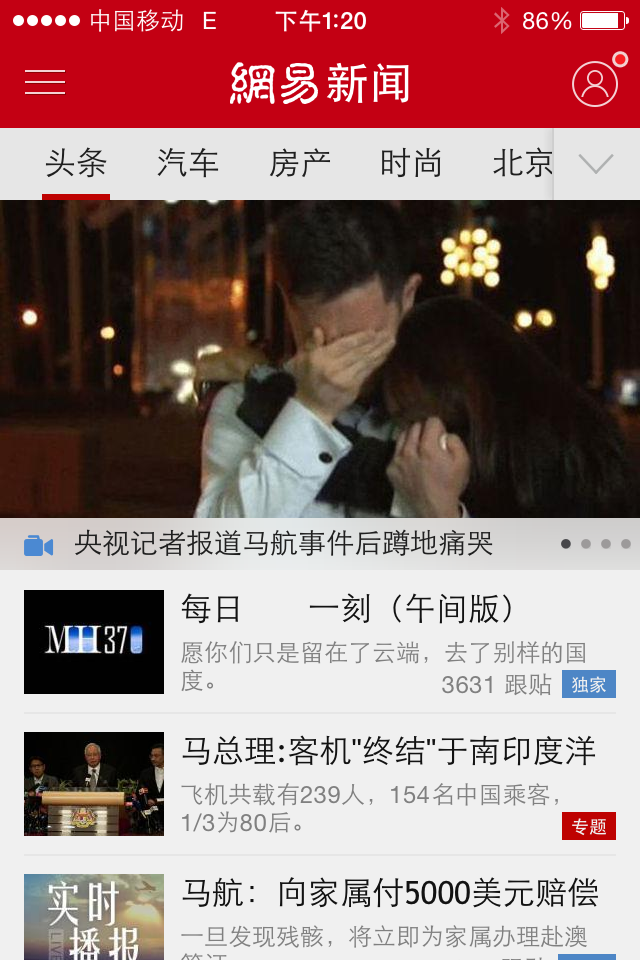 中国移动 E 下午1:20 86%
網易新闻
头条 汽车 房产 时尚 北京
央视记者报道马航事件后蹲地痛哭
MH370
每日 一刻（午间版）
愿你们只是留在了云端，去了别样的国
度。
3631 跟贴 独家
马总理:客机"终结"于南印度洋
飞机共载有239人，154名中国乘客，
1/3为80后。
专题
实时
LIVE
播报
马航：向家属付5000美元赔偿
一旦发现残骸，将立即为家属办理赴澳